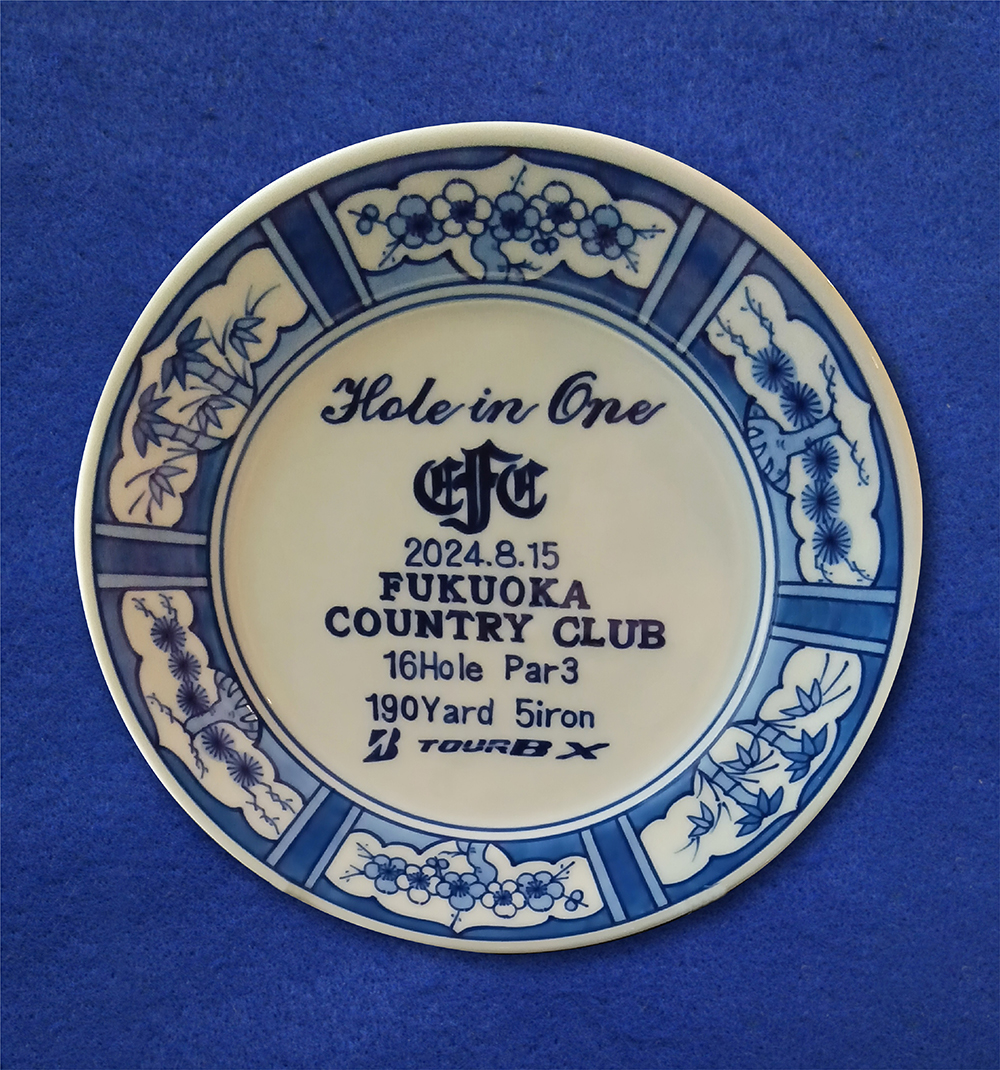 Hole in One
CFC
2024.8.15
FUKUOKA
COUNTRY CLUB
16Hole Par3
190Yard 5iron
B TOURB X